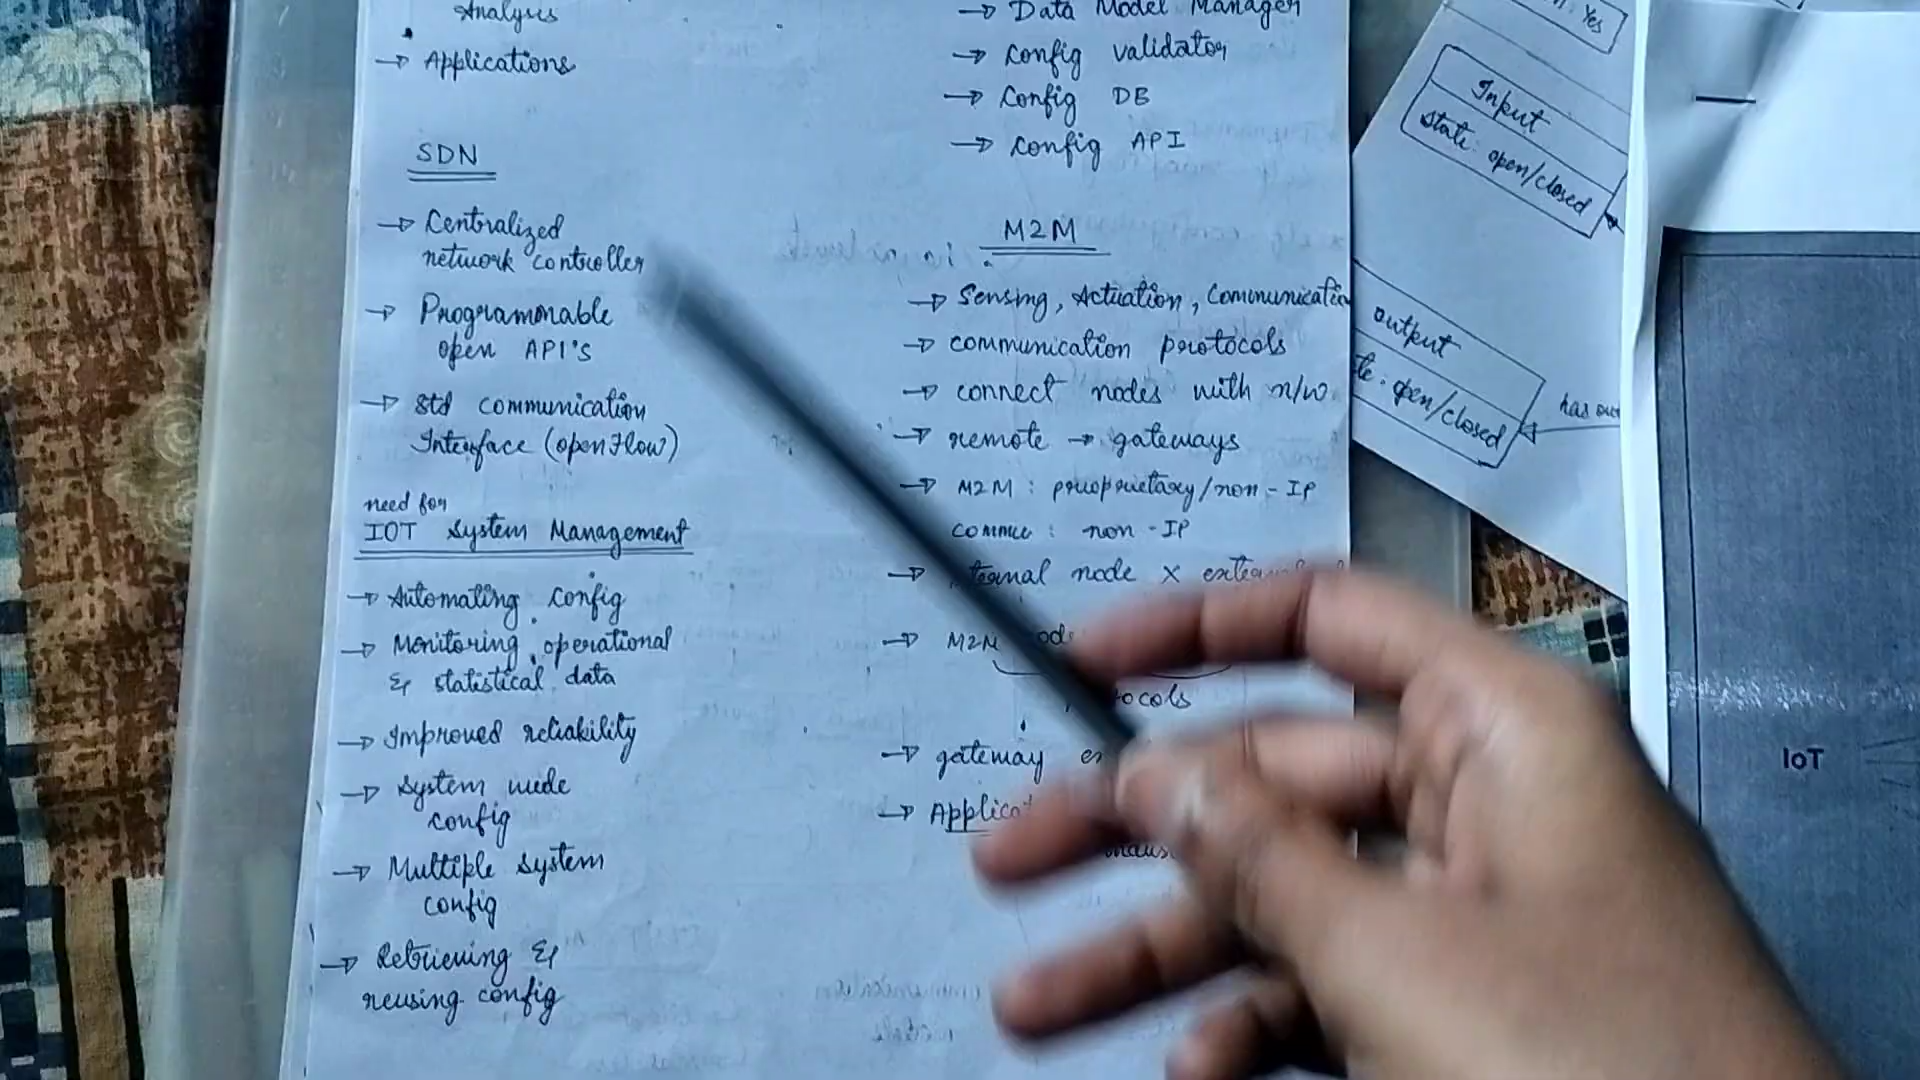 Analysis
→ Applications
SDN
→ Centralized
network controller
→ Programmable
open API's
→ std communication
Interface (openFlow)
need for
IOT System Management
→ Automating config
→ Monitoring operational
& statistical data
→ Improved reliability
→ System wide
config
→ Multiple system
config
→ Retrieving &
reusing config
→ Data Model Manager
→ Config validator
→ Config DB
→ Config API
M2M
→ Sensing, Actuation, Communicatio
→ communication protocols
→ connect nodes with n/w
→ remote → gateways
→ M2M : proprietary/non-IP
commu : non-IP
→ node x
→ M2M
→ gateway
→
Yes
Input
state: open/closed
output
te: open/closed
has
IoT